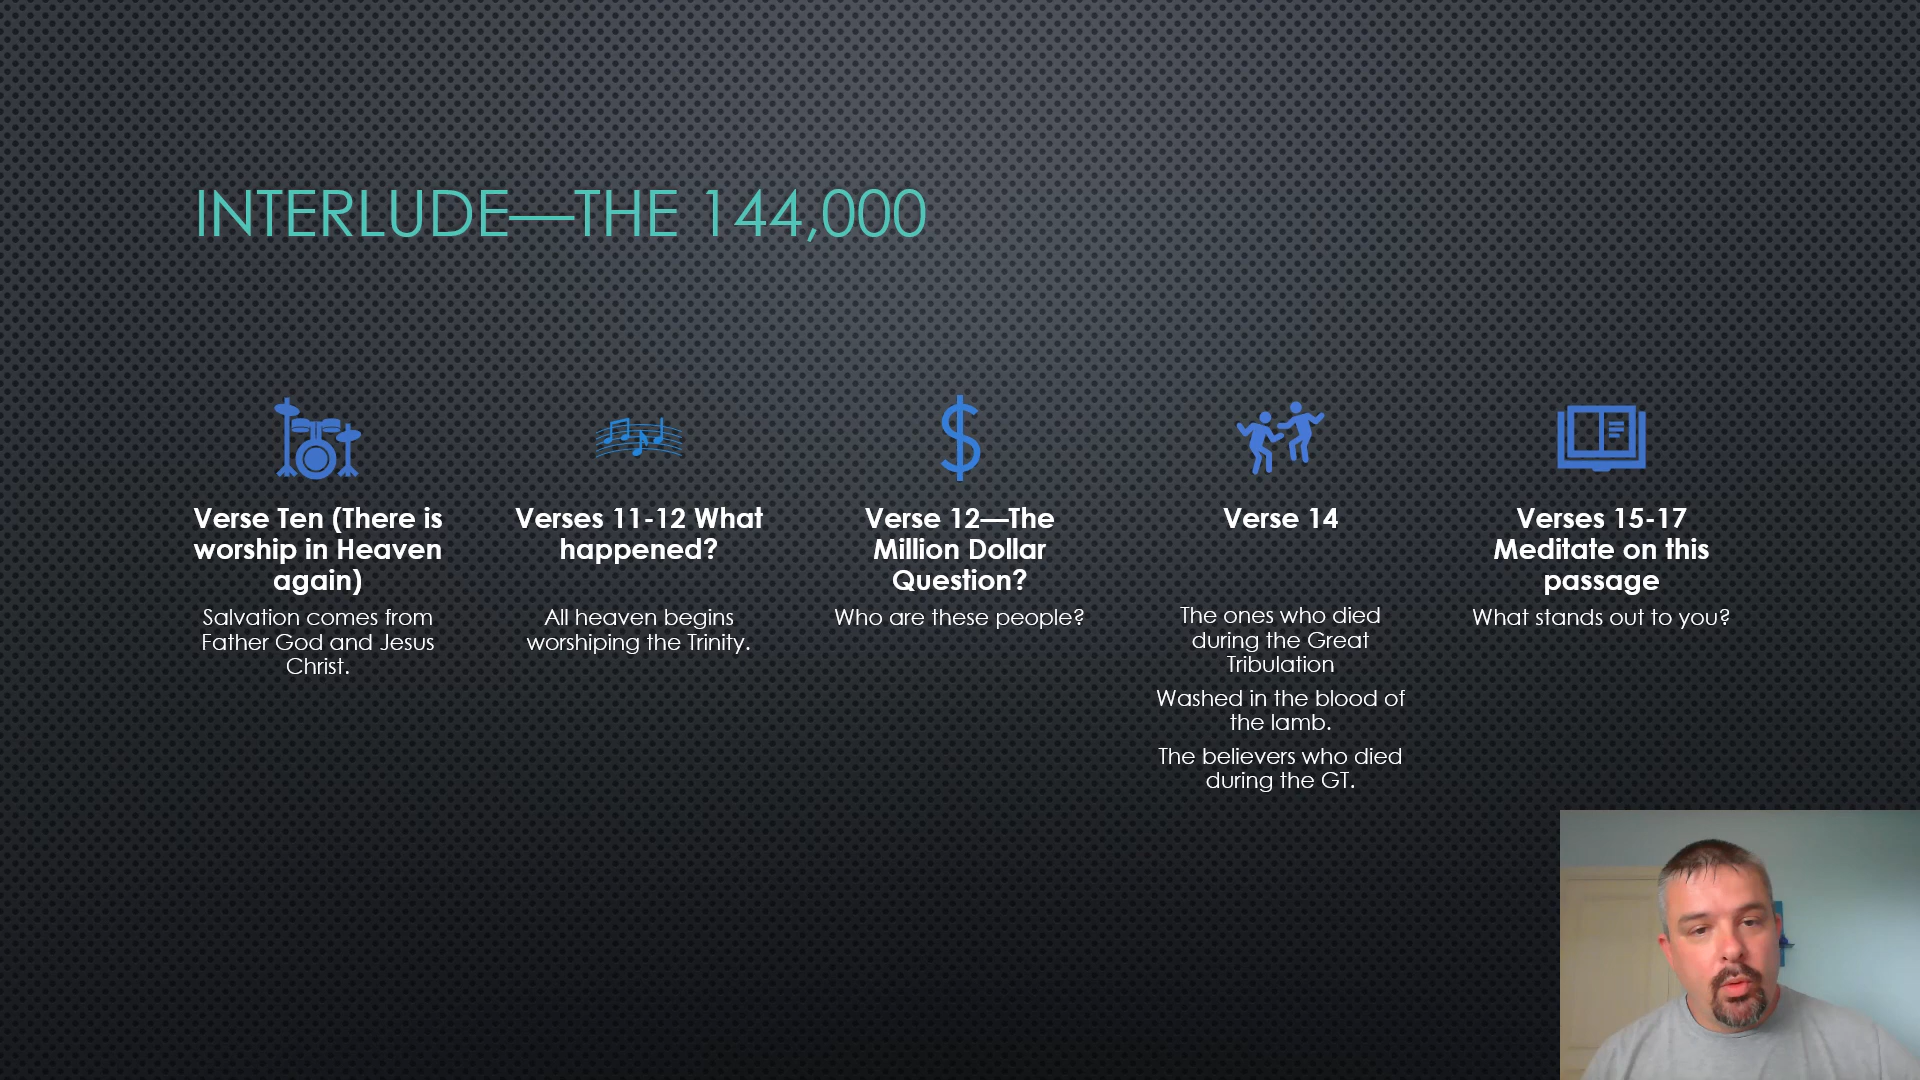 INTERLUDE—THE 144,000
Verse Ten (There is
worship in Heaven
again)
Salvation comes from
Father God and Jesus
Christ.
Verses 11-12 What
happened?
All heaven begins
worshiping the Trinity.
Verse 12—The
Million Dollar
Question?
Who are these people?
Verse 14
The ones who died
during the Great
Tribulation
Washed in the blood of
the lamb.
The believers who died
during the GT.
Verses 15-17
Meditate on this
passage
What stands out to you?